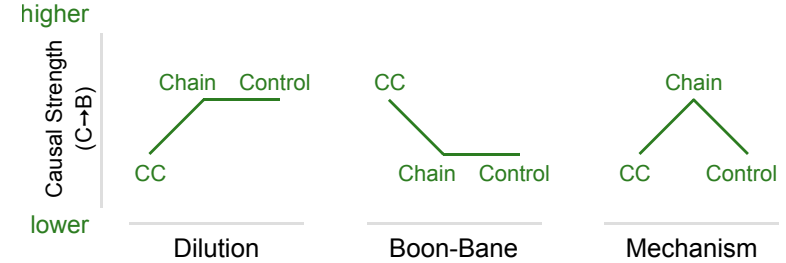 higher
Causal Strength
(C→B)
lower
Chain Control
CC
Dilution
CC
Chain Control
Boon-Bane
Chain
CC Control
Mechanism